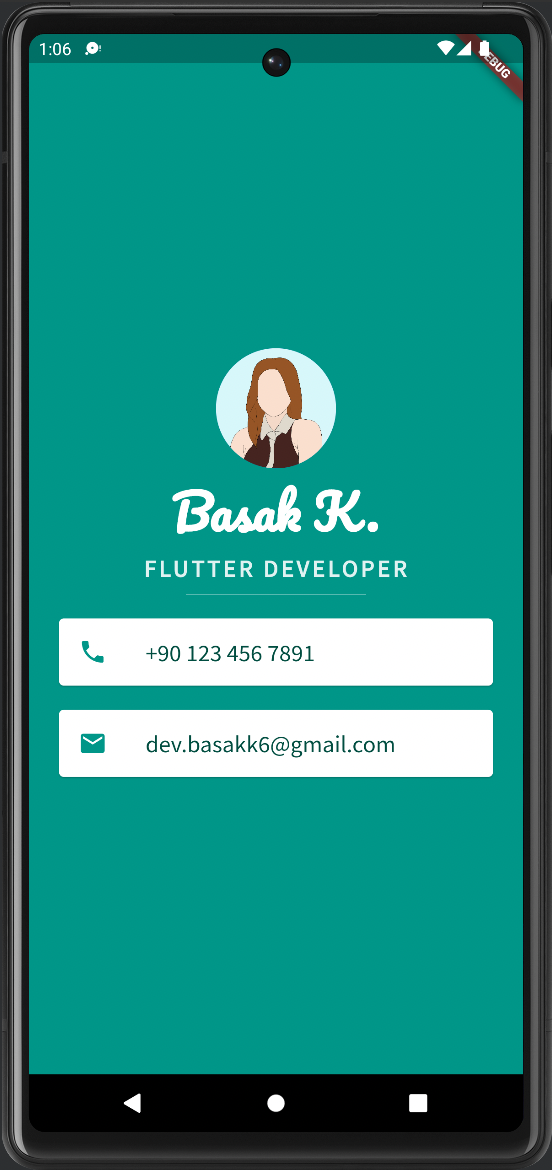 1:06
DEBUG
Basak K.
FLUTTER DEVELOPER
+90 123 456 7891
dev.basakk6@gmail.com